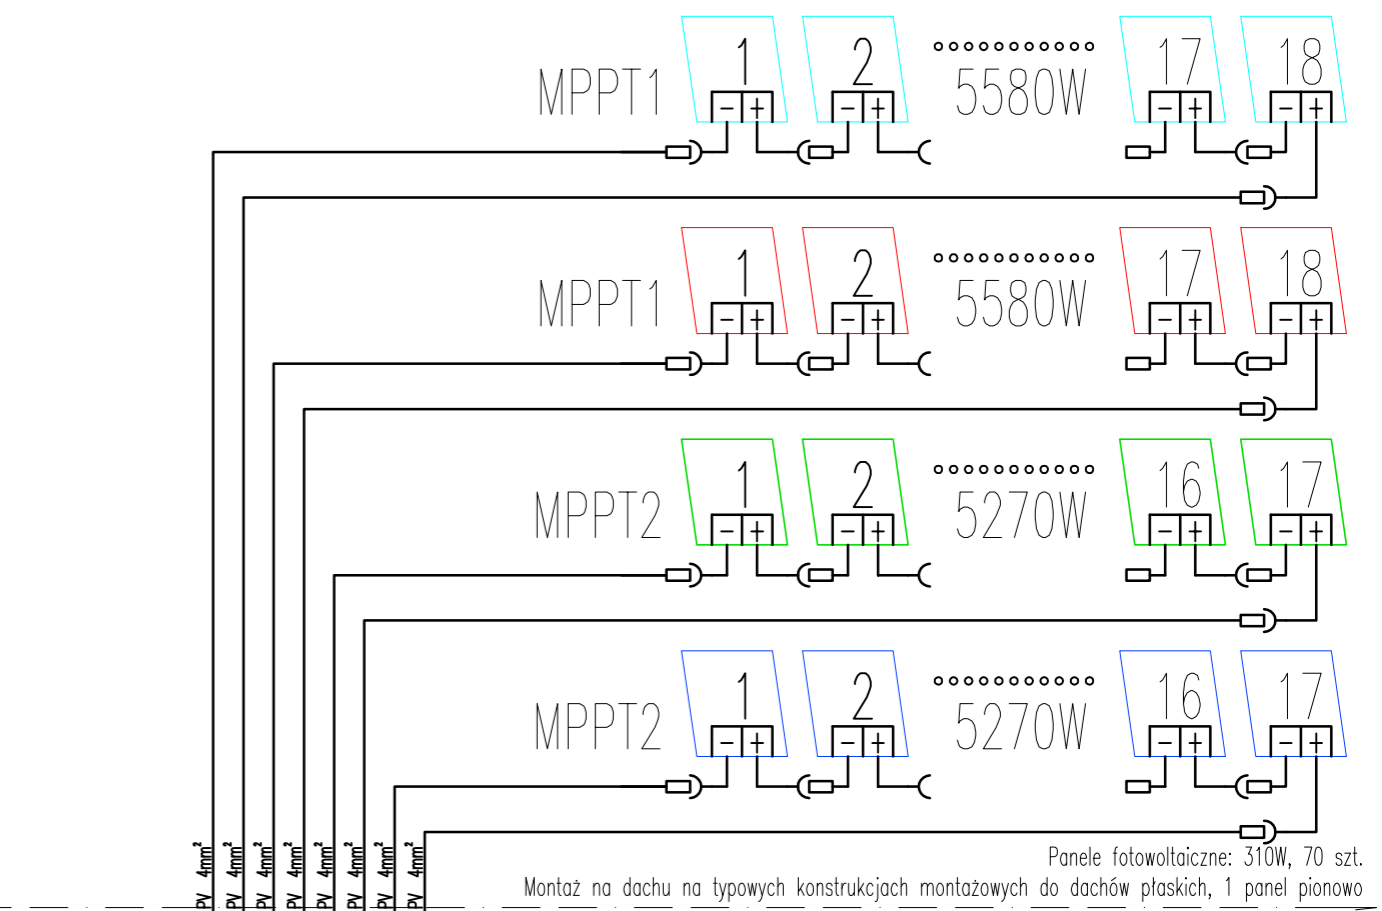 1 2 17 18
MPPT1 5580W
- + - + - + - +
1 2 17 18
MPPT1 5580W
- + - + - + - +
1 2 16 17
MPPT2 5270W
- + - + - + - +
1 2 16 17
MPPT2 5270W
- + - + - + - +
PV 4mm²
PV 4mm²
PV 4mm²
PV 4mm²
PV 4mm²
PV 4mm²
PV 4mm²
PV 4mm²
Panele fotowoltaiczne: 310W, 70 szt.
Montaż na dachu na typowych konstrukcjach montażowych do dachów płaskich, 1 panel pionowo